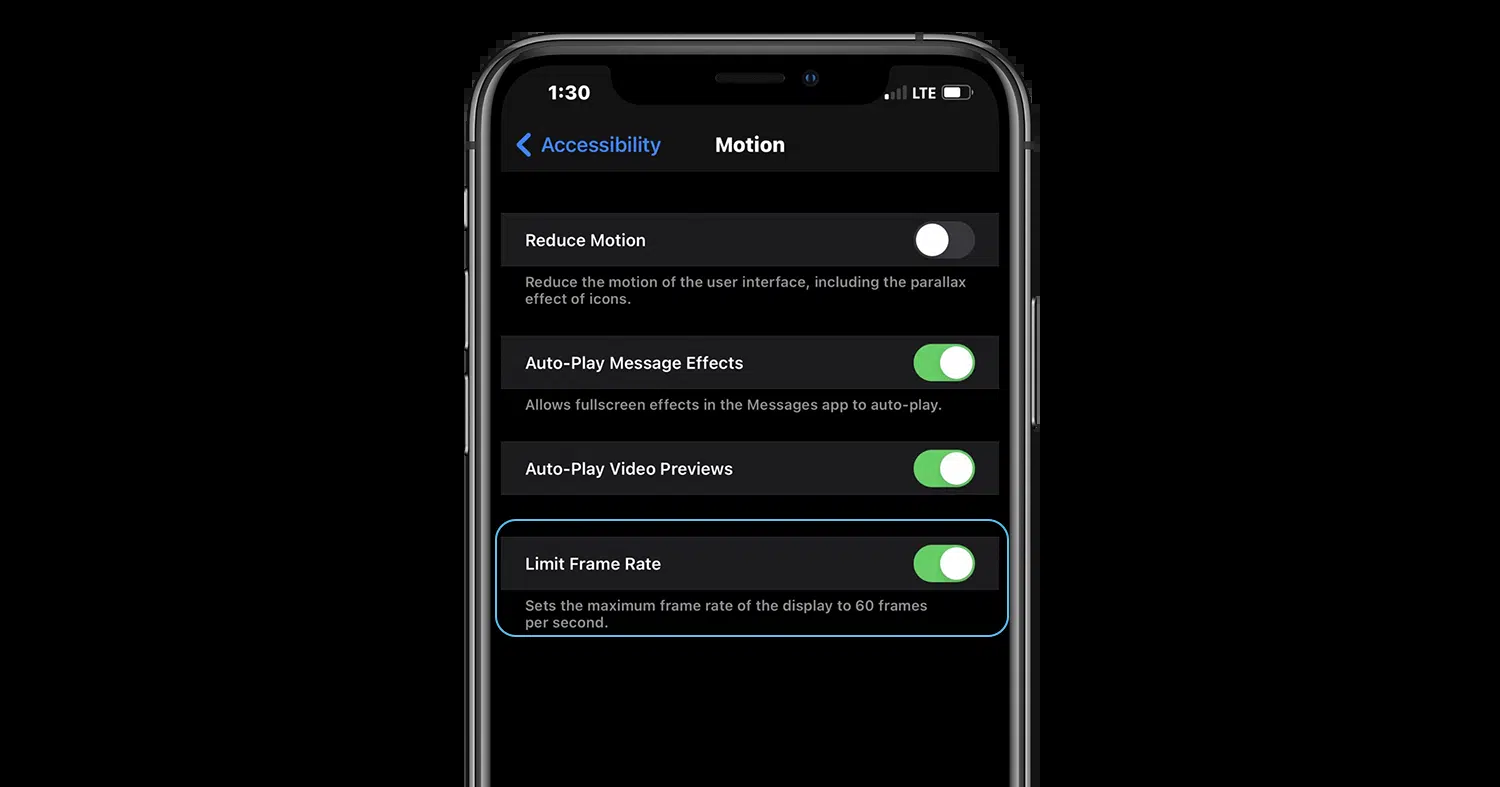 1:30
LTE
Accessibility
Motion
Reduce Motion
Reduce the motion of the user interface, including the parallax
effect of icons.
Auto-Play Message Effects
Allows fullscreen effects in the Messages app to auto-play.
Auto-Play Video Previews
Limit Frame Rate
Sets the maximum frame rate of the display to 60 frames
per second.